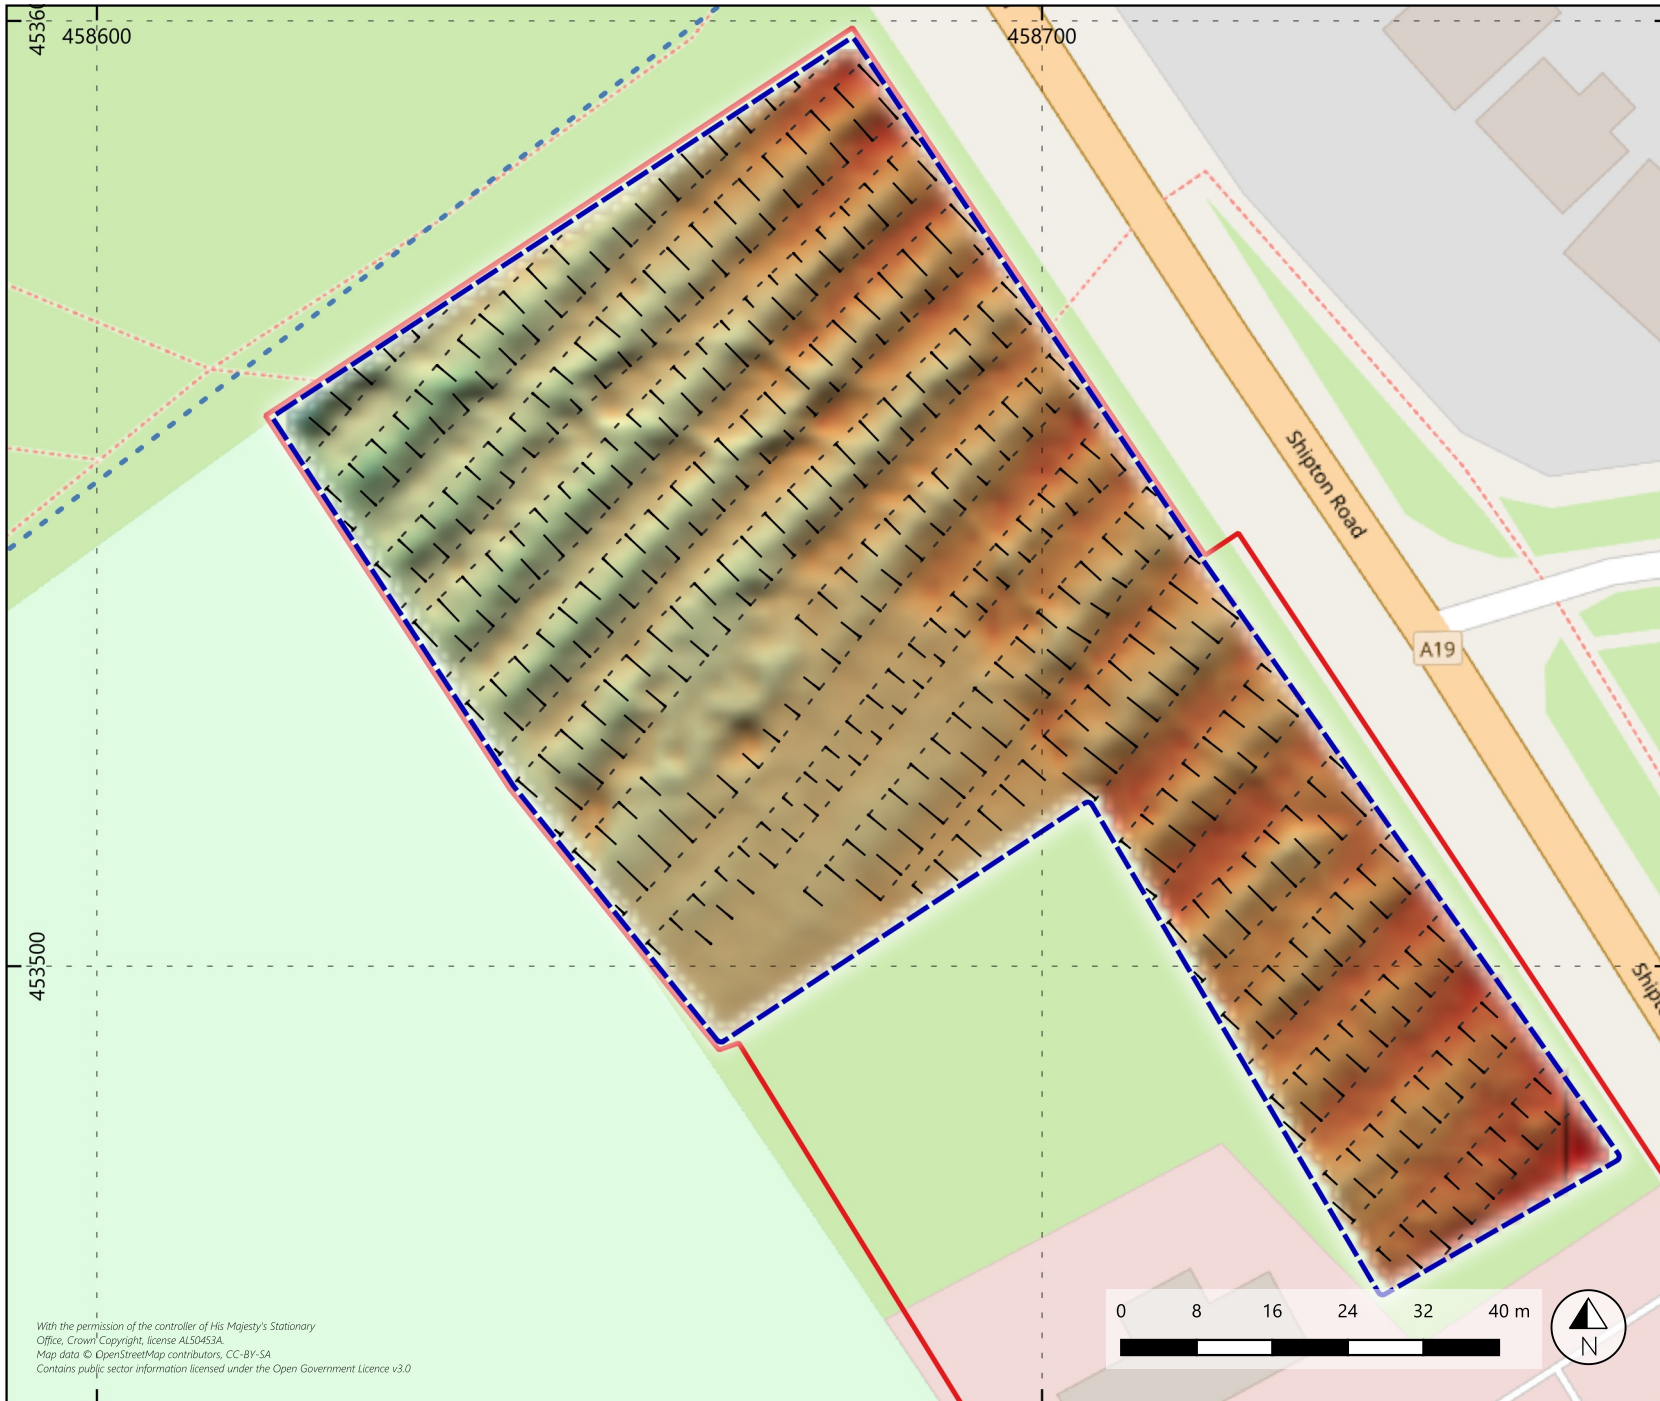 458600
458700
4536
453500
Shipton Road
A19
Shipt
0 8 16 24 32 40 m
N
With the permission of the controller of His Majesty's Stationary
Office, Crown Copyright, license AL50453A.
Map data © OpenStreetMap contributors, CC-BY-SA
Contains public sector information licensed under the Open Government Licence v3.0